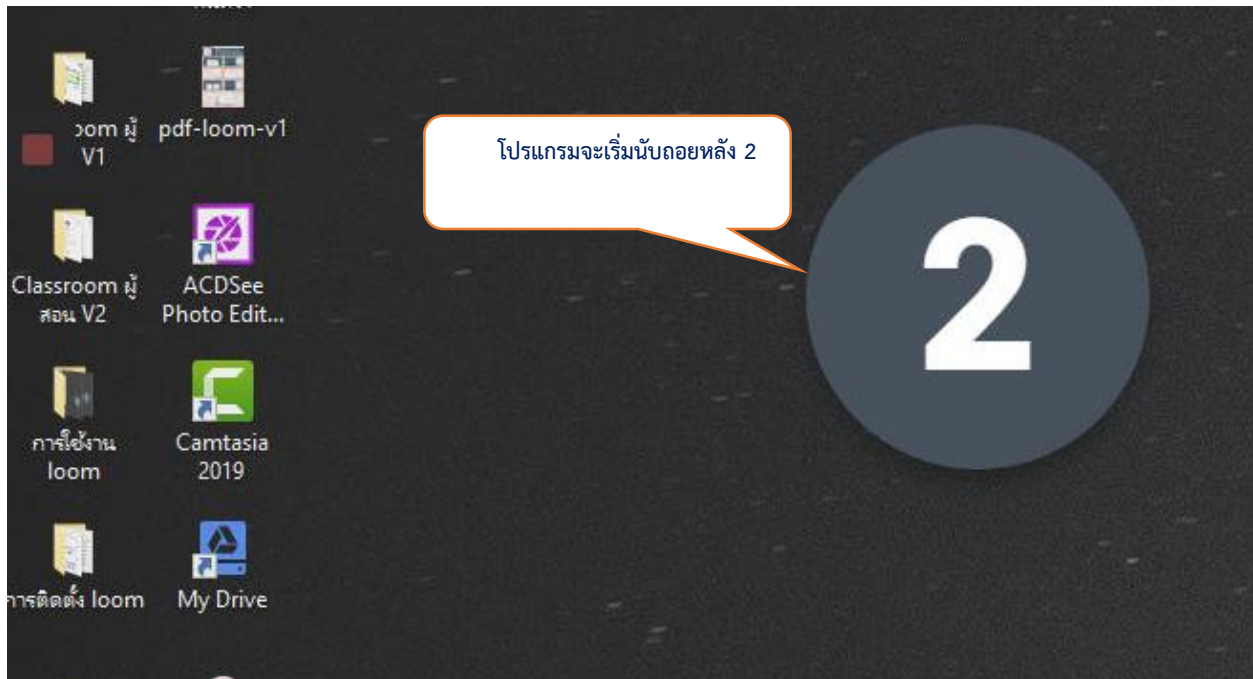 oom ผู้
V1
pdf-loom-v1
โปรแกรมจะเริ่มนับถอยหลัง 2
2
Classroom ผู้
สอน V2
ACDSee
Photo Edit...
การใช้งาน
loom
Camtasia
2019
การติดตั้ง loom
My Drive